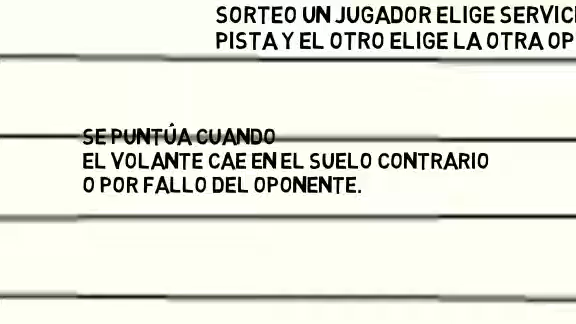 SORTEO UN JUGADOR ELIGE
PISTA Y EL OTRO ELIGE LA OTRA
SE PUNTÚA CUANDO
EL VOLANTE CAE EN EL SUELO CONTRARIO
O POR FALLO DEL OPONENTE.